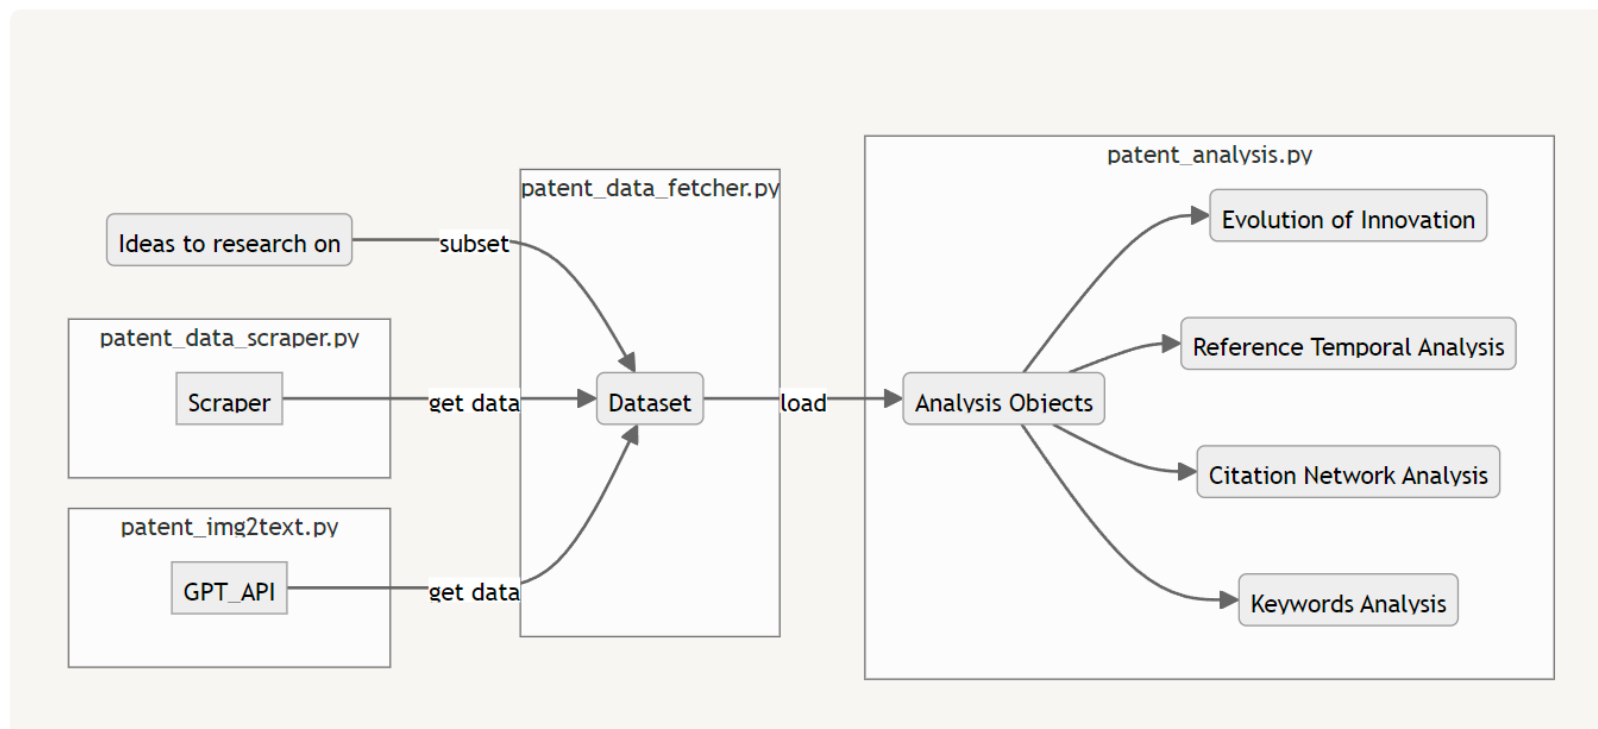 patent_analysis.py
patent_data_fetcher.py
Ideas to research on
subset
Evolution of Innovation
patent_data_scraper.py
Reference Temporal Analysis
Scraper
get data
Dataset
load
Analysis Objects
Citation Network Analysis
patent_img2text.py
GPT_API
get data
Keywords Analysis